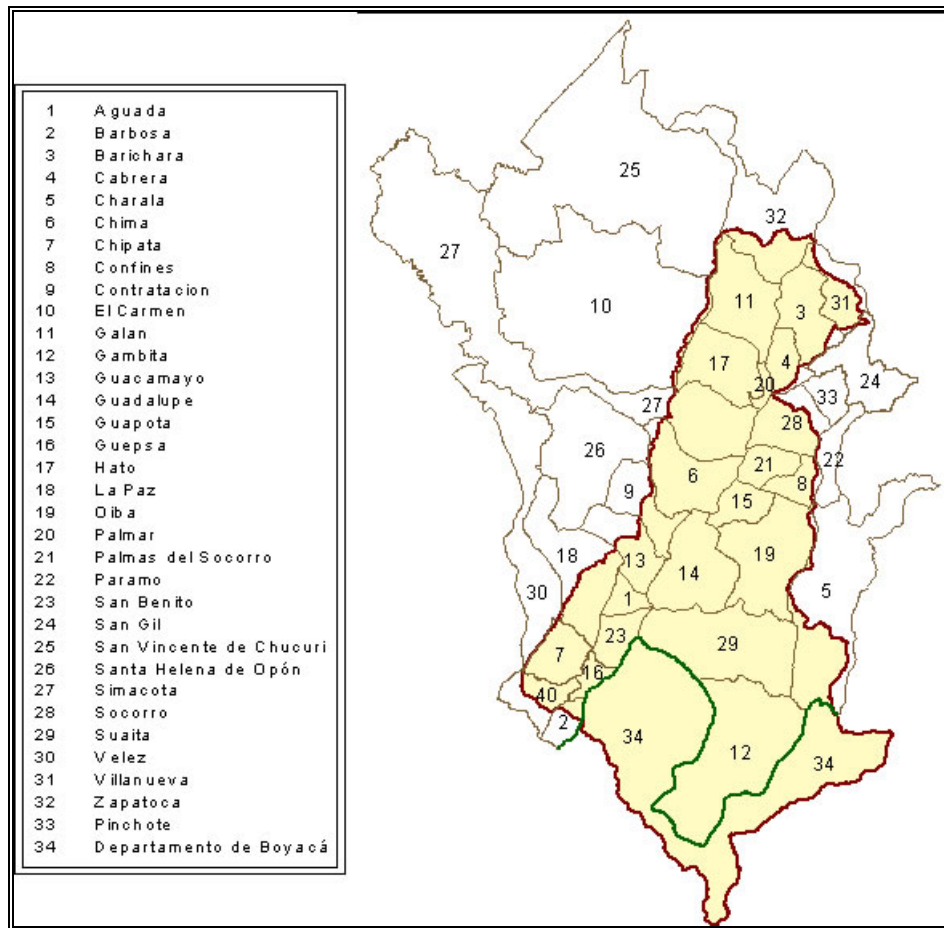 1 Aguada
2 Barbosa
3 Barichara
4 Cabrera
5 Charala
6 Chima
7 Chipata
8 Confines
9 Contratacion
10 El Carmen
11 Galan
12 Gambita
13 Guacamayo
14 Guadalupe
15 Guapota
16 Guepsa
17 Hato
18 La Paz
19 Oiba
20 Palmar
21 Palmas del Socorro
22 Paramo
23 San Benito
24 San Gil
25 San Vincente de Chucuri
26 Santa Helena de Opón
27 Simacota
28 Socorro
29 Suaita
30 Velez
31 Villanueva
32 Zapatoca
33 Pinchote
34 Departamento de Boyacá
25
32
27
10
11
3
31
17
4
20
24
33
27
28
26
22
6
21
8
9
15
18
13
19
14
30
1
5
23
29
7
16
40
2
34
12
34